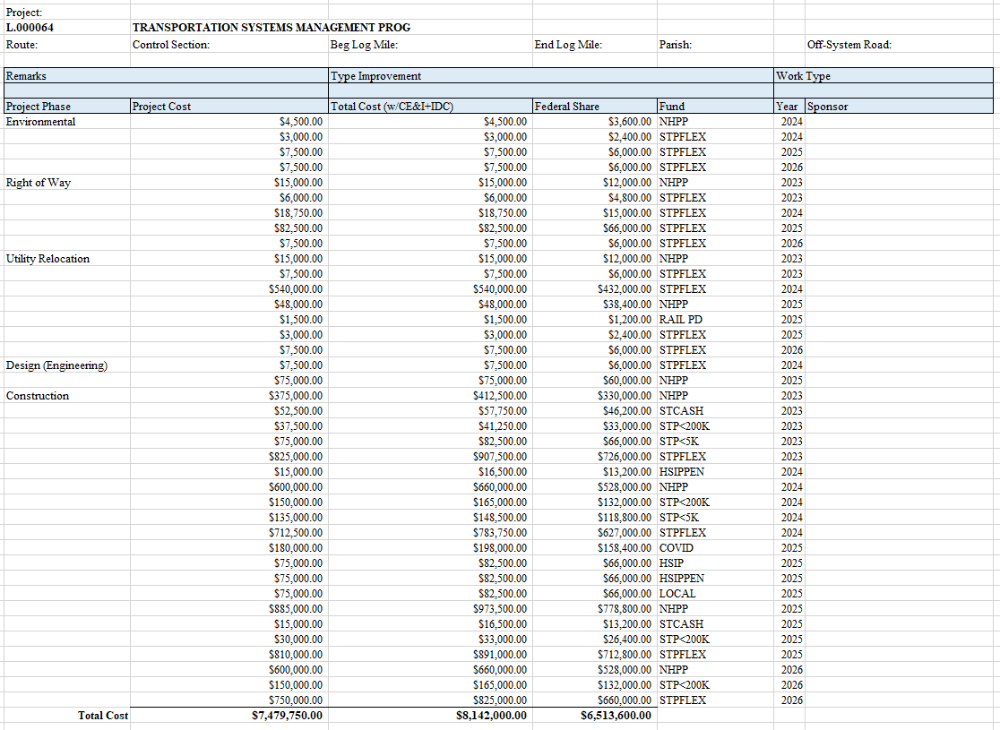 Project:
L.000064 TRANSPORTATION SYSTEMS MANAGEMENT PROG
Route: Control Section: Beg Log Mile: End Log Mile: Parish: Off-System Road:
Remarks Type Improvement Work Type
Project Phase Project Cost Total Cost (w/CE&I+IDC) Federal Share Fund Year Sponsor
Environmental $4,500.00 $4,500.00 $3,600.00 NHPP 2024
$3,000.00 $3,000.00 $2,400.00 STPFLEX 2024
$7,500.00 $7,500.00 $6,000.00 STPFLEX 2025
$7,500.00 $7,500.00 $6,000.00 STPFLEX 2026
Right of Way $15,000.00 $15,000.00 $12,000.00 NHPP 2023
$6,000.00 $6,000.00 $4,800.00 STPFLEX 2023
$18,750.00 $18,750.00 $15,000.00 STPFLEX 2024
$82,500.00 $82,500.00 $66,000.00 STPFLEX 2025
$7,500.00 $7,500.00 $6,000.00 STPFLEX 2026
Utility Relocation $15,000.00 $15,000.00 $12,000.00 NHPP 2023
$7,500.00 $7,500.00 $6,000.00 STPFLEX 2023
$540,000.00 $540,000.00 $432,000.00 STPFLEX 2024
$48,000.00 $48,000.00 $38,400.00 NHPP 2025
$1,500.00 $1,500.00 $1,200.00 RAIL PD 2025
$3,000.00 $3,000.00 $2,400.00 STPFLEX 2025
$7,500.00 $7,500.00 $6,000.00 STPFLEX 2026
Design (Engineering) $7,500.00 $7,500.00 $6,000.00 STPFLEX 2024
$75,000.00 $75,000.00 $60,000.00 NHPP 2025
Construction $375,000.00 $412,500.00 $330,000.00 NHPP 2023
$52,500.00 $57,750.00 $46,200.00 STCASH 2023
$37,500.00 $41,250.00 $33,000.00 STP<200K 2023
$75,000.00 $82,500.00 $66,000.00 STP<5K 2023
$825,000.00 $907,500.00 $726,000.00 STPFLEX 2023
$15,000.00 $16,500.00 $13,200.00 HSIPPEN 2024
$600,000.00 $660,000.00 $528,000.00 NHPP 2024
$150,000.00 $165,000.00 $132,000.00 STP<200K 2024
$135,000.00 $148,500.00 $118,800.00 STP<5K 2024
$712,500.00 $783,750.00 $627,000.00 STPFLEX 2024
$180,000.00 $198,000.00 $158,400.00 COVID 2025
$75,000.00 $82,500.00 $66,000.00 HSIP 2025
$75,000.00 $82,500.00 $66,000.00 HSIPPEN 2025
$75,000.00 $82,500.00 $66,000.00 LOCAL 2025
$885,000.00 $973,500.00 $778,800.00 NHPP 2025
$15,000.00 $16,500.00 $13,200.00 STCASH 2025
$30,000.00 $33,000.00 $26,400.00 STP<200K 2025
$810,000.00 $891,000.00 $712,800.00 STPFLEX 2025
$600,000.00 $660,000.00 $528,000.00 NHPP 2026
$150,000.00 $165,000.00 $132,000.00 STP<200K 2026
$750,000.00 $825,000.00 $660,000.00 STPFLEX 2026
Total Cost $7,479,750.00 $8,142,000.00 $6,513,600.00